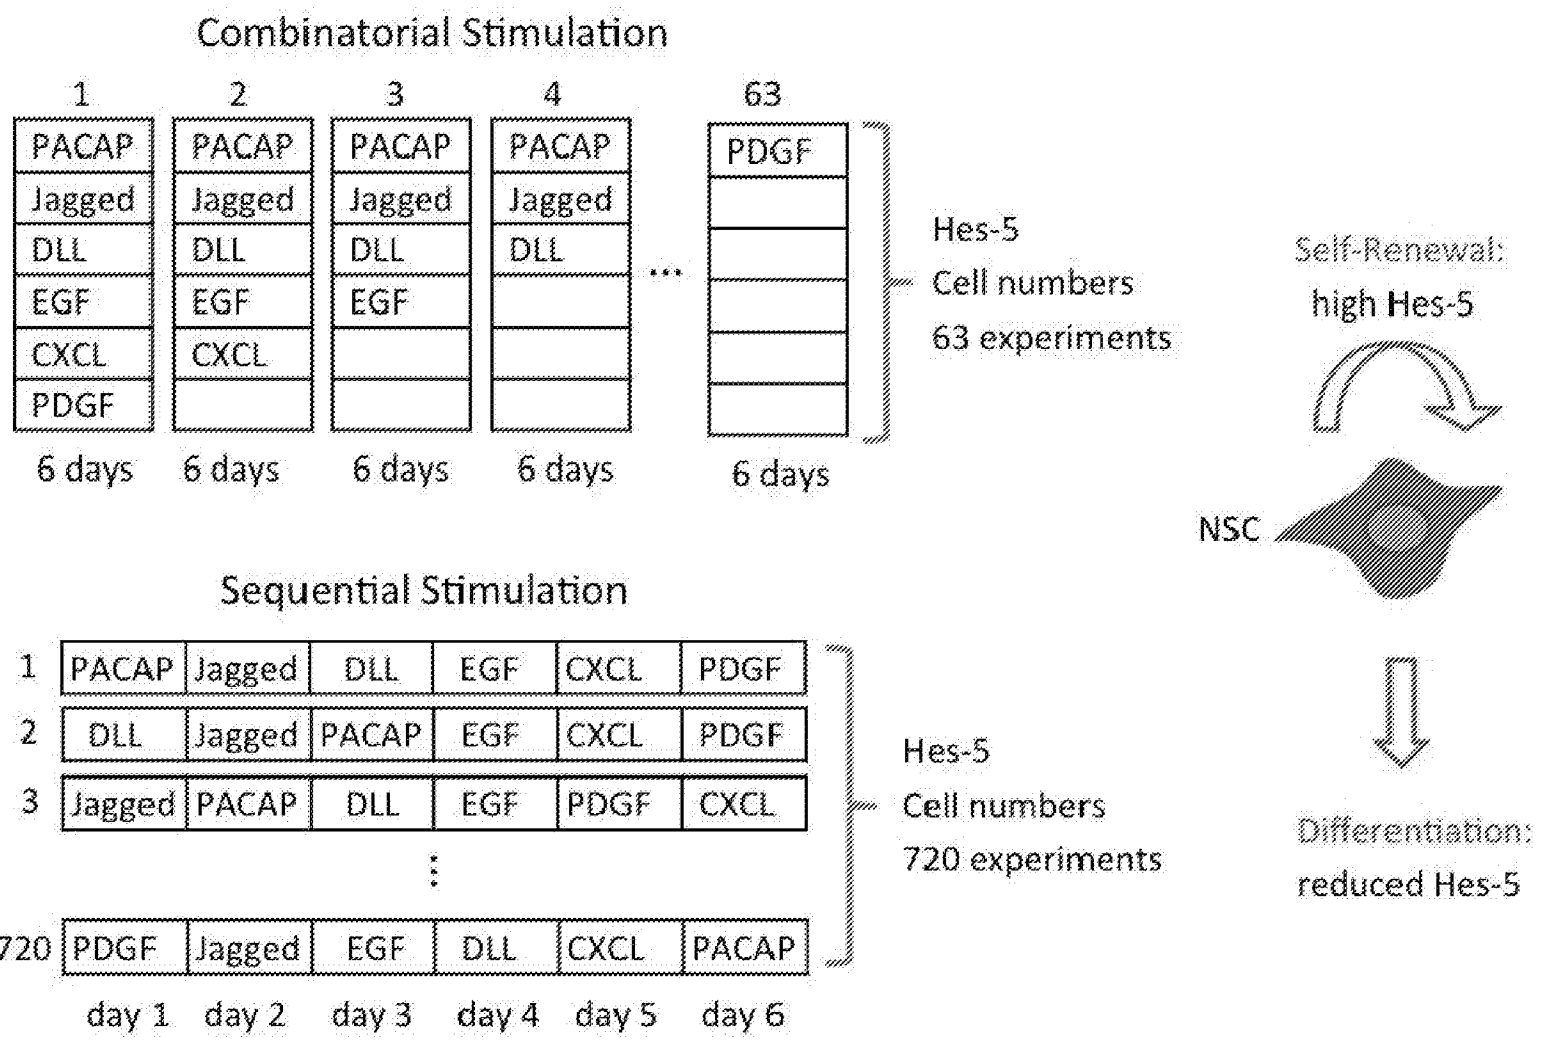 Combinatorial Stimulation
1 2 3 4 63
PACAP PACAP PACAP PACAP PDGF
Jagged Jagged Jagged Jagged
DLL DLL DLL DLL
...
EGF EGF EGF
CXCL CXCL
PDGF
6 days 6 days 6 days 6 days 6 days
Hes-5
Cell numbers
63 experiments
Self-Renewal:
high Hes-5
NSC
Differentiation:
reduced Hes-5
Sequential Stimulation
1 PACAP Jagged DLL EGF CXCL PDGF
2 DLL Jagged PACAP EGF CXCL PDGF
3 Jagged PACAP DLL EGF PDGF CXCL
...
720 PDGF Jagged EGF DLL CXCL PACAP
day 1 day 2 day 3 day 4 day 5 day 6
Hes-5
Cell numbers
720 experiments